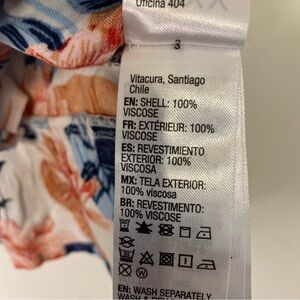 Oficina 404
3
Vitacura, Santiago
Chile
EN: SHELL: 100%
VISCOSE
FR: EXTÉRIEUR: 100%
VISCOSE
ES: REVESTIMIENTO
EXTERIOR: 100%
VISCOSA
MX: TELA EXTERIOR:
100% viscosa
BR: REVESTIMENTO:
100% VISCOSE
EN: WASH SEPARATELY